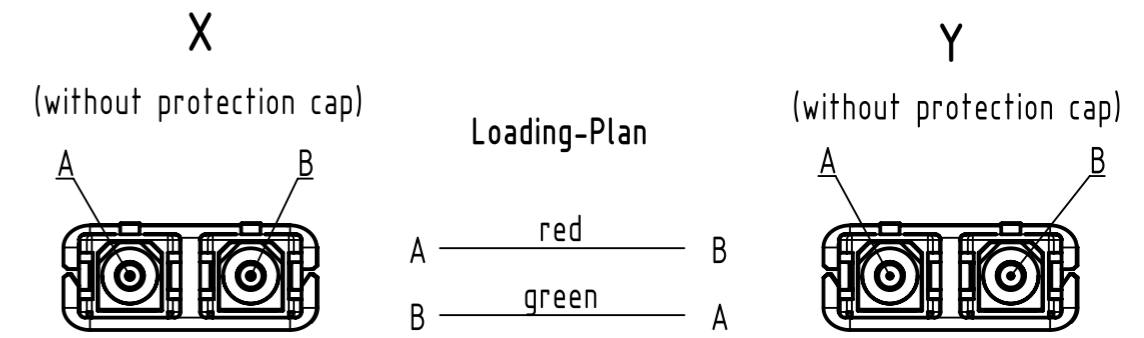 X
(without protection cap)
A B
Loading-Plan
A red B
B green A
Y
(without protection cap)
A B